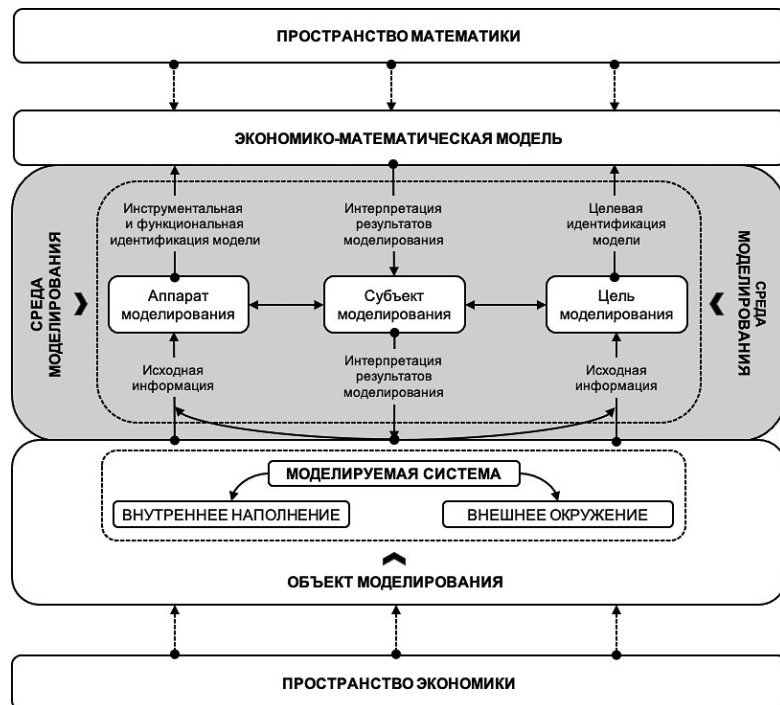 ПРОСТРАНСТВО МАТЕМАТИКИ
ЭКОНОМИКО-МАТЕМАТИЧЕСКАЯ МОДЕЛЬ
СРЕДА
МОДЕЛИРОВАНИЯ
Инструментальная
и функциональная
идентификация модели
Интерпретация
результатов
моделирования
Целевая
идентификация
модели
СРЕДА
МОДЕЛИРОВАНИЯ
Аппарат
моделирования
Субъект
моделирования
Цель
моделирования
Исходная
информация
Интерпретация
результатов
моделирования
Исходная
информация
МОДЕЛИРУЕМАЯ СИСТЕМА
ВНУТРЕННЕЕ НАПОЛНЕНИЕ
ВНЕШНЕЕ ОКРУЖЕНИЕ
ОБЪЕКТ МОДЕЛИРОВАНИЯ
ПРОСТРАНСТВО ЭКОНОМИКИ